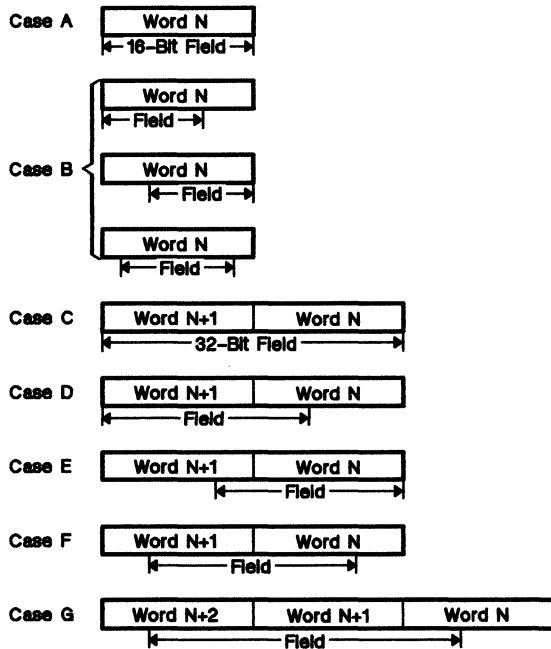 Case A
Word N
16-Bit Field
Case B
Word N
Field
Word N
Field
Word N
Field
Case C
Word N+1 Word N
32-Bit Field
Case D
Word N+1 Word N
Field
Case E
Word N+1 Word N
Field
Case F
Word N+1 Word N
Field
Case G
Word N+2 Word N+1 Word N
Field